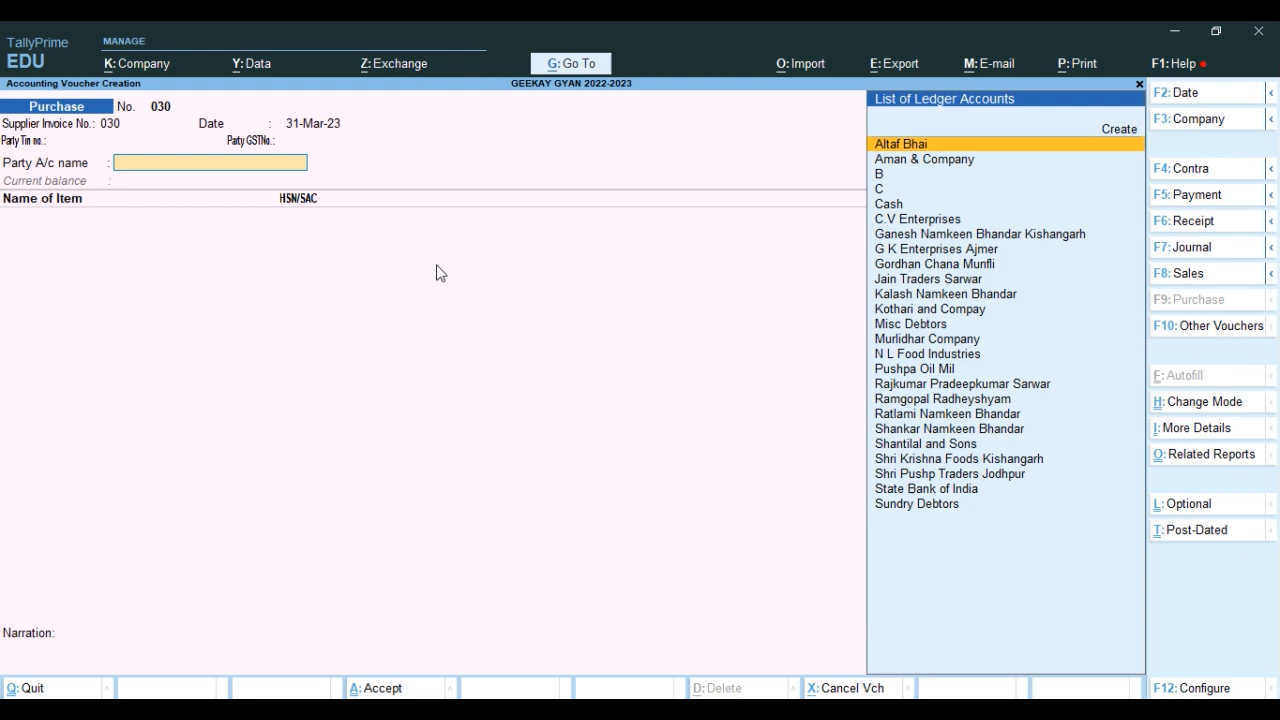 TallyPrime
EDU
MANAGE
K: Company
Y: Data
Z: Exchange
G: Go To
O: Import
E: Export
M: E-mail
P: Print
F1: Help
Accounting Voucher Creation
GEEKAY GYAN 2022-2023
Purchase No. 030
Supplier Invoice No.: 030 Date : 31-Mar-23
Party Tin no.: Party GSTNo.:
Party A/c name :
Current balance :
Name of Item HSN/SAC
Narration:
List of Ledger Accounts
Create
Altaf Bhai
Aman & Company
B
C
Cash
C.V Enterprises
Ganesh Namkeen Bhandar Kishangarh
G K Enterprises Ajmer
Gordhan Chana Munfli
Jain Traders Sarwar
Kalash Namkeen Bhandar
Kothari and Compay
Misc Debtors
Murlidhar Company
N L Food Industries
Pushpa Oil Mil
Rajkumar Pradeepkumar Sarwar
Ramgopal Radheyshyam
Ratlami Namkeen Bhandar
Shankar Namkeen Bhandar
Shantilal and Sons
Shri Krishna Foods Kishangarh
Shri Pushp Traders Jodhpur
State Bank of India
Sundry Debtors
F2: Date
F3: Company
F4: Contra
F5: Payment
F6: Receipt
F7: Journal
F8: Sales
F9: Purchase
F10: Other Vouchers
F: Autofill
H: Change Mode
I: More Details
O: Related Reports
L: Optional
T: Post-Dated
Q: Quit
A: Accept
D: Delete
X: Cancel Vch
F12: Configure